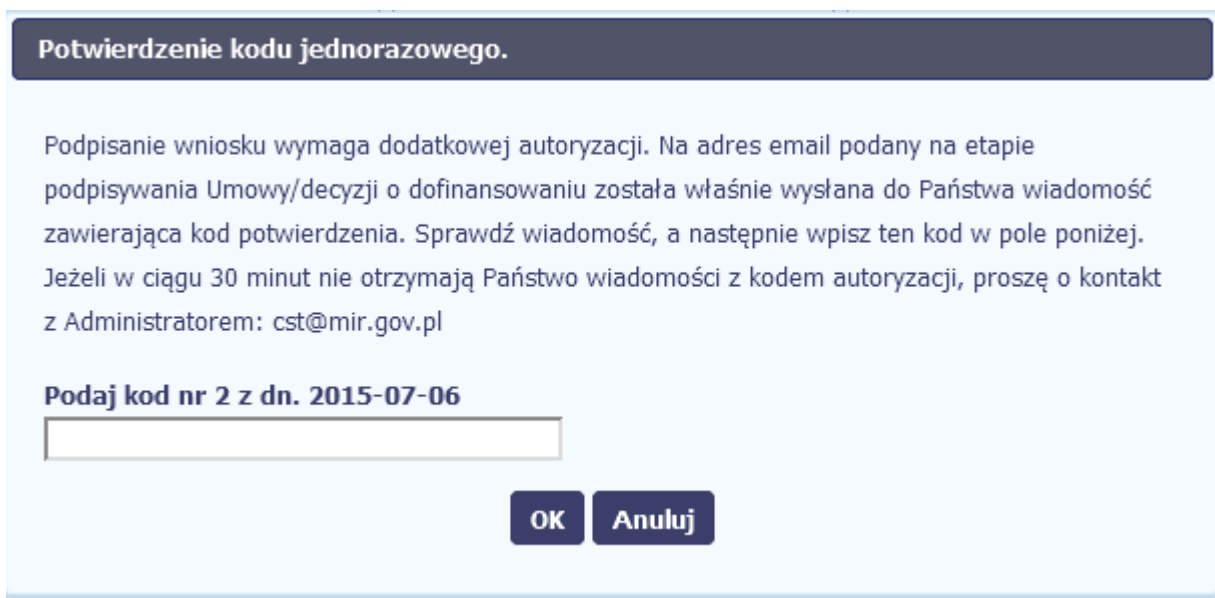 Potwierdzenie kodu jednorazowego.
Podpisanie wniosku wymaga dodatkowej autoryzacji. Na adres email podany na etapie
podpisywania Umowy/decyzji o dofinansowaniu została właśnie wysłana do Państwa wiadomość
zawierająca kod potwierdzenia. Sprawdź wiadomość, a następnie wpisz ten kod w pole poniżej.
Jeżeli w ciągu 30 minut nie otrzymają Państwo wiadomości z kodem autoryzacji, proszę o kontakt
z Administratorem: cst@mir.gov.pl
Podaj kod nr 2 z dn. 2015-07-06
OK Anuluj